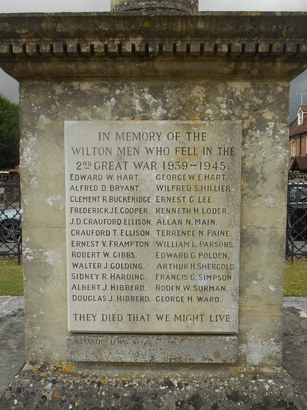 IN MEMORY OF THE
WILTON MEN WHO FELL IN THE
2ND GREAT WAR 1939-1945.
EDWARD W. HART. GEORGE W. E. HART.
ALFRED D. BRYANT. WILFRED S. HILLIER.
CLEMENT R. BUCKERIDGE ERNEST G. LEE.
FREDERICK J. E. COOPER. KENNETH H. LODER.
J. D. CRAUFORD ELLISON. ALLAN N. MAIN.
CRAUFORD T. ELLISON. TERRENCE N. PAINE.
ERNEST V. FRAMPTON. WILLIAM L. PARSONS.
ROBERT W. GIBBS. EDWARD G. POLDEN.
WALTER J. GOLDING. ARTHUR H. SHERGOLD.
SIDNEY R. HARDING. FRANCIS G. SIMPSON
ALBERT J. HIBBERD. RODEN W. SURMAN.
DOUGLAS J. HIBBERD. GEORGE H. WARD.
THEY DIED THAT WE MIGHT LIVE
ALEXANDER LEWIS